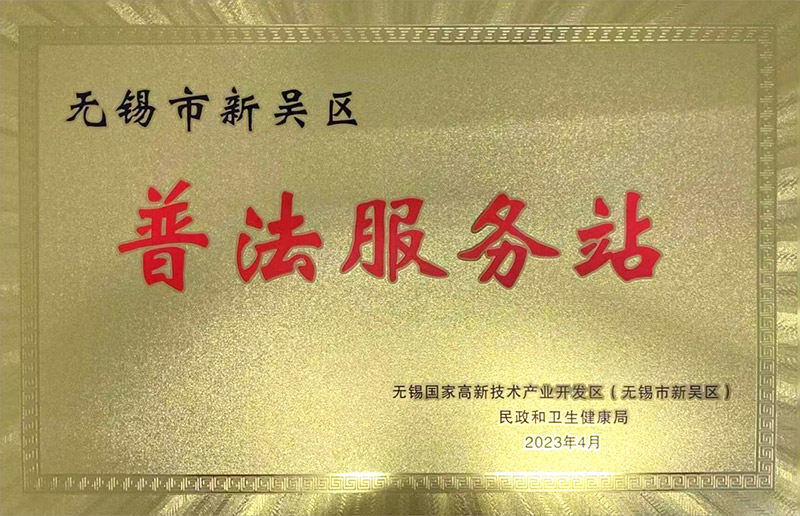 无锡市新吴区
普法服务站
无锡国家高新技术产业开发区（无锡市新吴区）
民政和卫生健康局
2023年4月